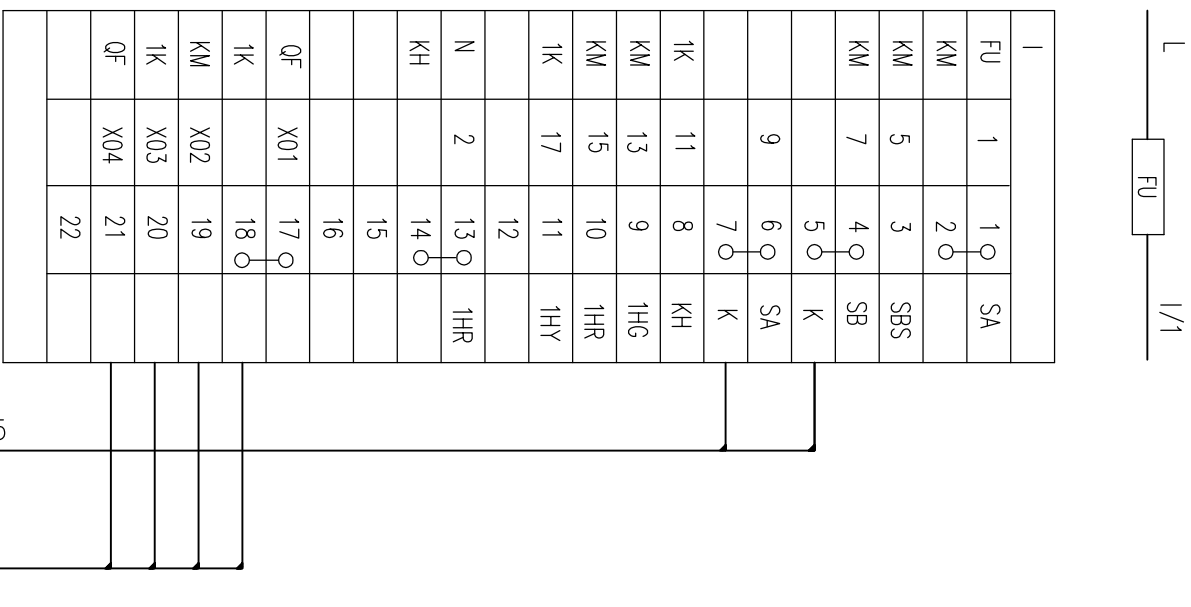 L FU I/1
I
FU 1 1 SA
KM 2
KM 5 3 SBS
KM 7 4 SB
5 K
9 6 SA
7 K
1K 11 8 KH
KM 13 9 1HG
KM 15 10 1HR
1K 17 11 1HY
12
N 2 13 1HR
KH 14
15
16
QF X01 17
1K 18
KM X02 19
1K X03 20
QF X04 21
22